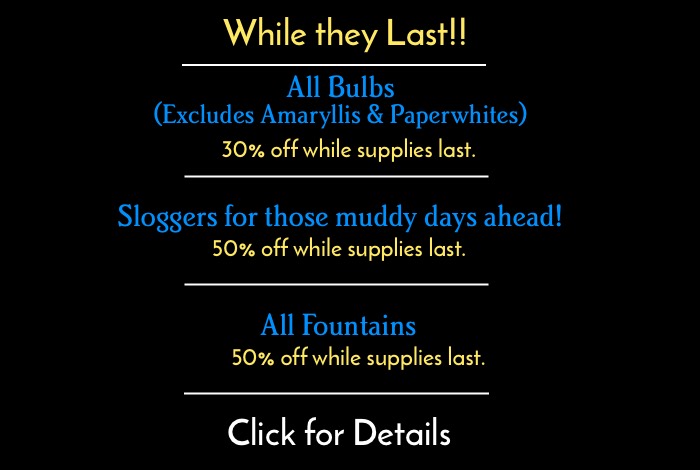 While they Last!!
All Bulbs
(Excludes Amaryllis & Paperwhites)
30% off while supplies last.
Sloggers for those muddy days ahead!
50% off while supplies last.
All Fountains
50% off while supplies last.
Click for Details